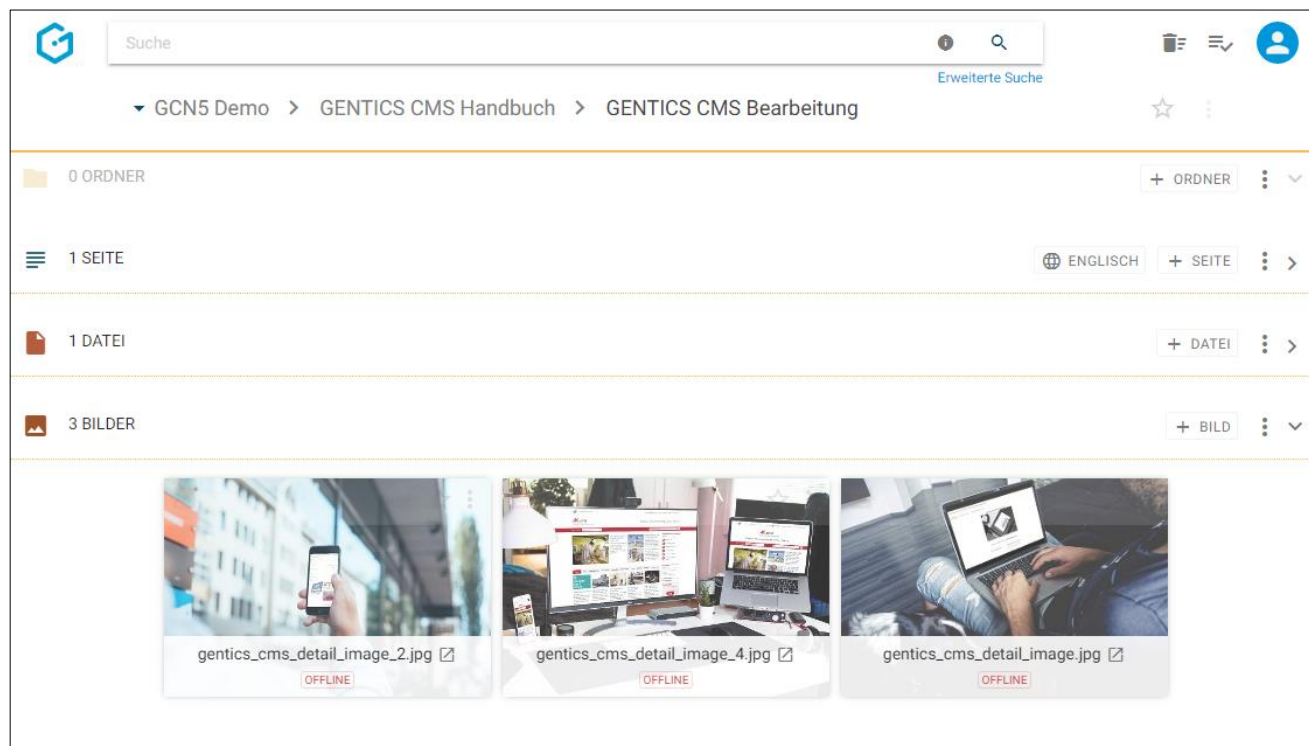 Suche
Erweiterte Suche
GCN5 Demo > GENTICS CMS Handbuch > GENTICS CMS Bearbeitung
0 ORDNER + ORDNER
1 SEITE ENGLISCH + SEITE
1 DATEI + DATEI
3 BILDER + BILD
gentics_cms_detail_image_2.jpg gentics_cms_detail_image_4.jpg gentics_cms_detail_image.jpg
OFFLINE OFFLINE OFFLINE